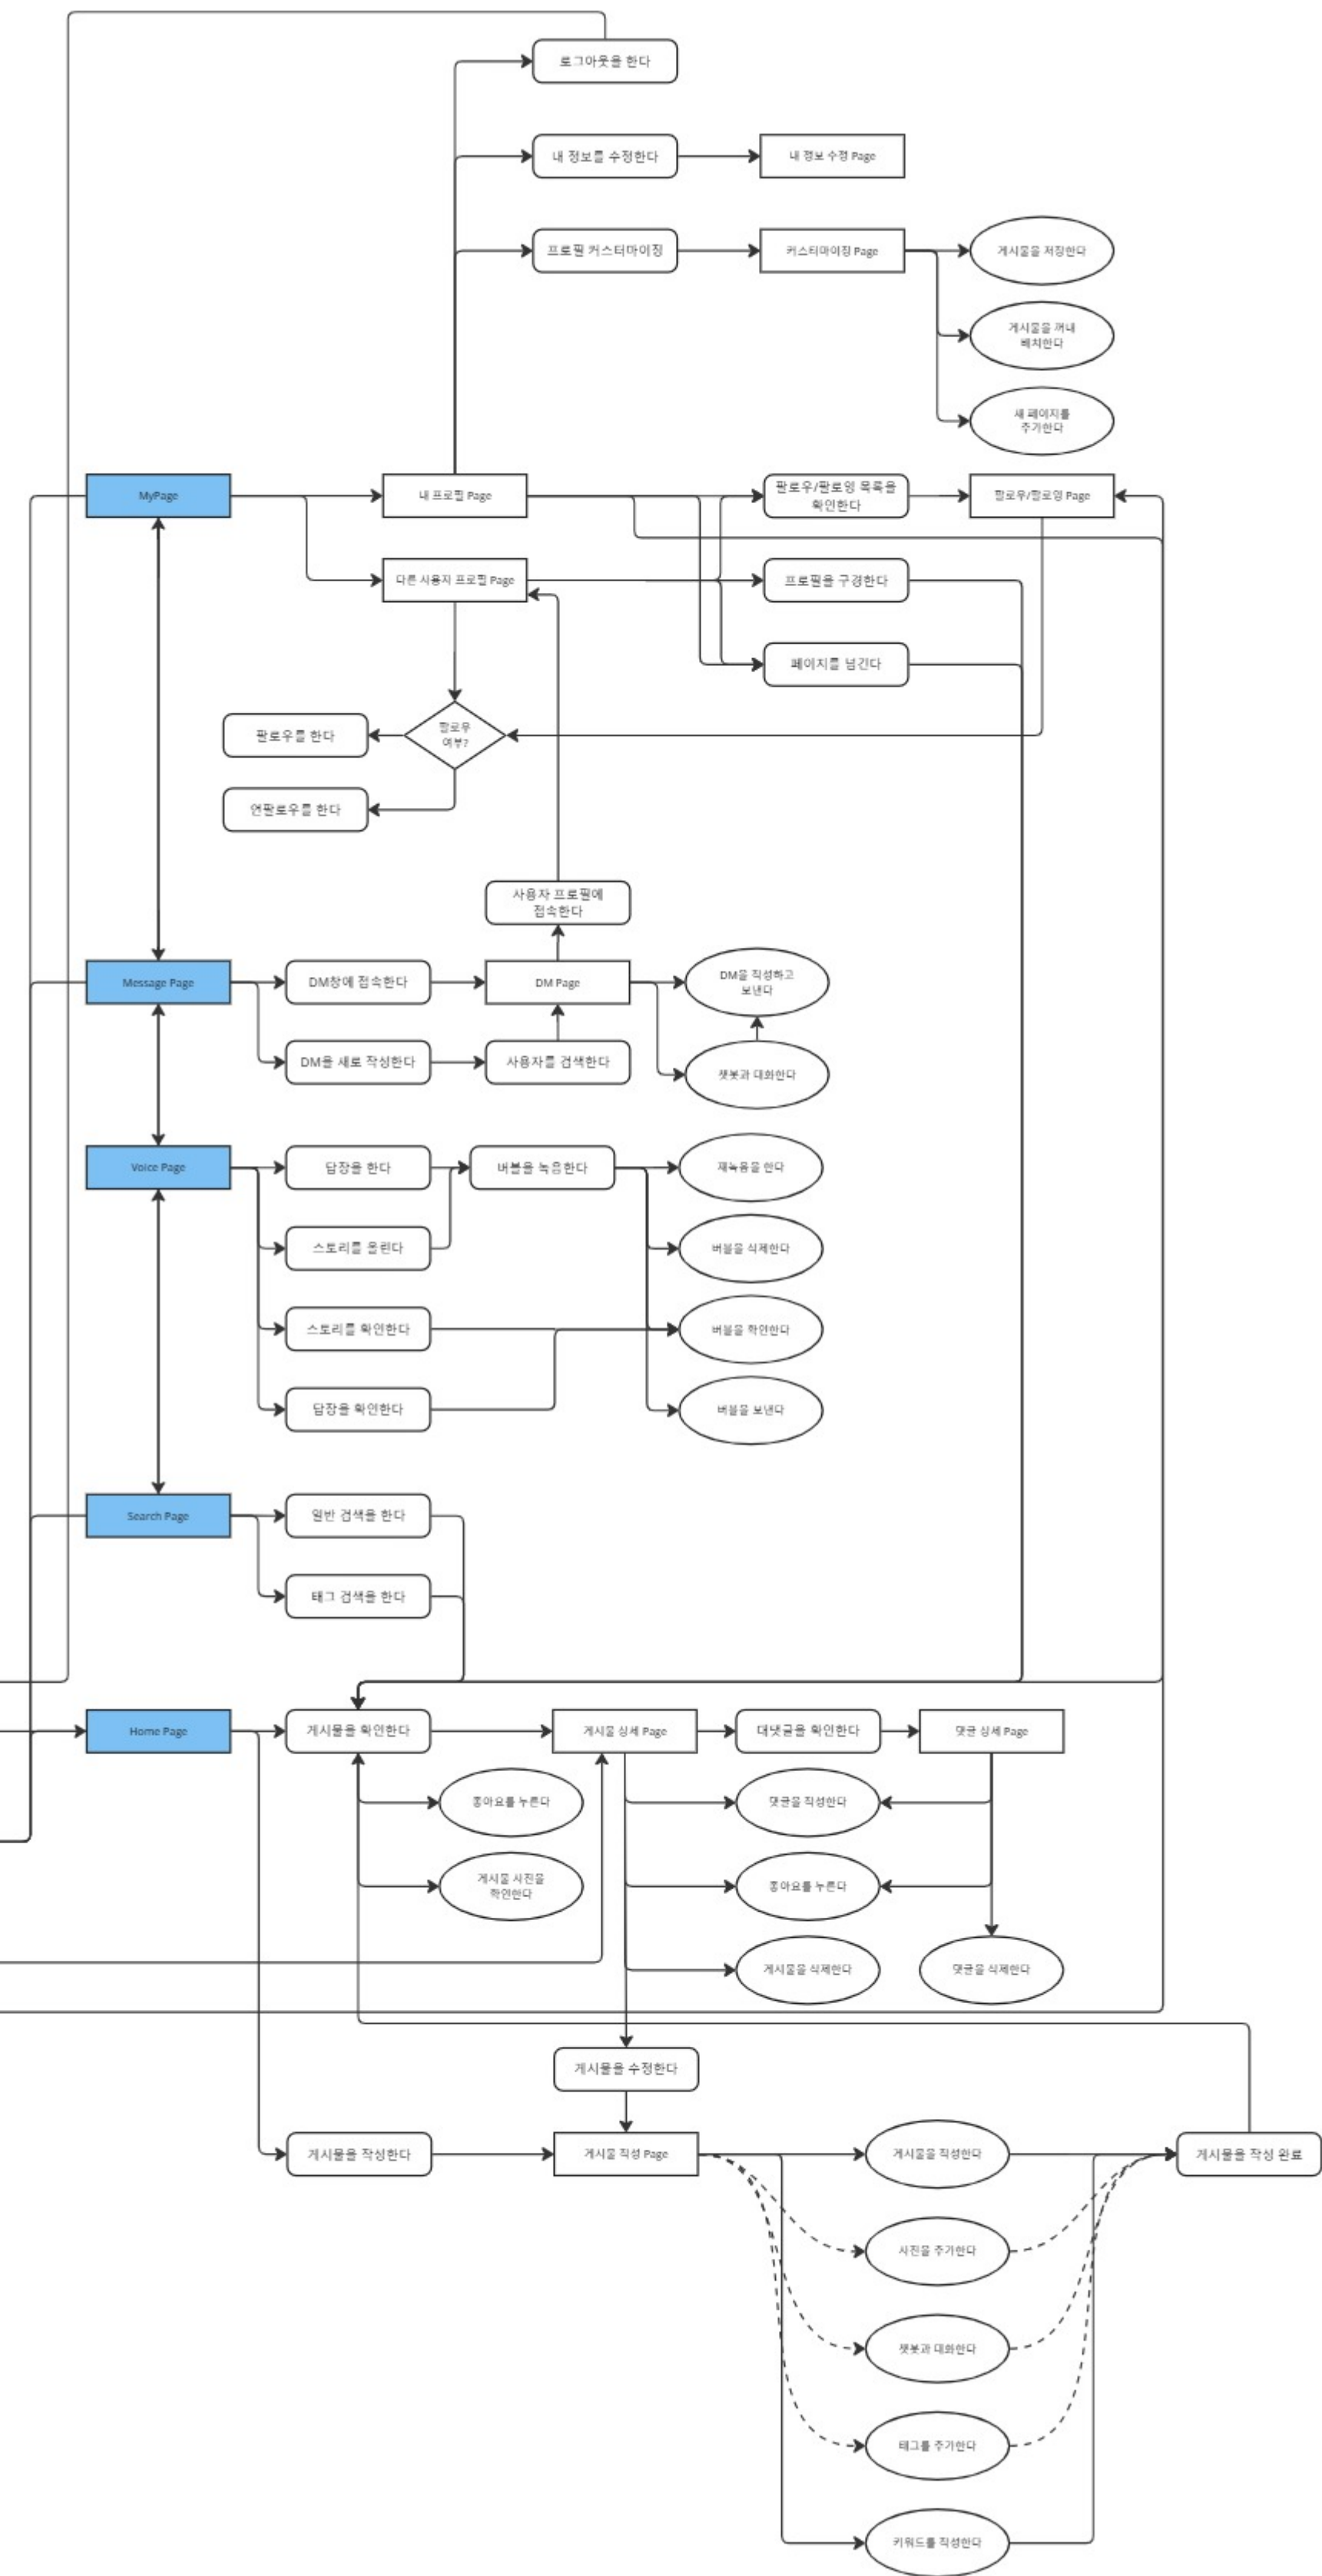 로그아웃을 한다
내 정보를 수정한다
내 정보 수정 Page
프로필 커스터마이징
커스터마이징 Page
게시물을 저장한다
게시물을 꺼내
배치한다
새 페이지를
추가한다
MyPage
내 프로필 Page
팔로우/팔로잉 목록을
확인한다
팔로우/팔로잉 Page
다른 사용자 프로필 Page
프로필을 구경한다
페이지를 넘긴다
팔로우를 한다
팔로우
여부?
언팔로우를 한다
사용자 프로필에
접속한다
Message Page
DM창에 접속한다
DM Page
DM을 작성하고
보낸다
DM을 새로 작성한다
사용자를 검색한다
챗봇과 대화한다
Voice Page
답장을 한다
버블을 녹음한다
재녹음을 한다
스토리를 올린다
버블을 삭제한다
스토리를 확인한다
버블을 확인한다
답장을 확인한다
버블을 보낸다
Search Page
일반 검색을 한다
태그 검색을 한다
Home Page
게시물을 확인한다
게시물 상세 Page
대댓글을 확인한다
댓글 상세 Page
좋아요를 누른다
댓글을 작성한다
게시물 사진을
확인한다
좋아요를 누른다
게시물을 삭제한다
댓글을 삭제한다
게시물을 수정한다
게시물을 작성한다
게시물 작성 Page
게시물을 작성한다
게시물을 작성 완료
사진을 추가한다
챗봇과 대화한다
태그를 추가한다
키워드를 작성한다